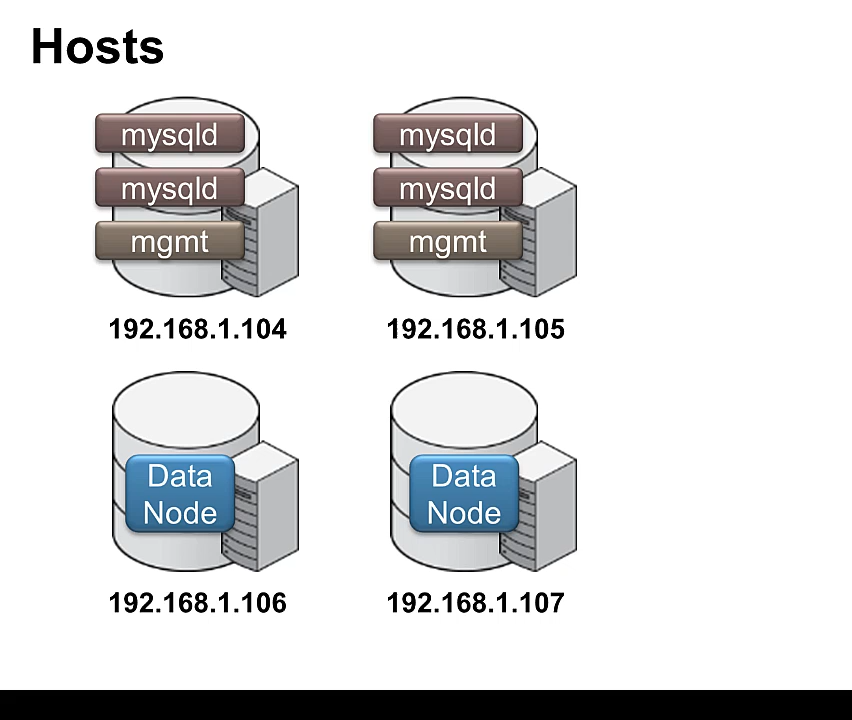 Hosts
mysqld
mysqld
mgmt
192.168.1.104
mysqld
mysqld
mgmt
192.168.1.105
Data
Node
192.168.1.106
Data
Node
192.168.1.107